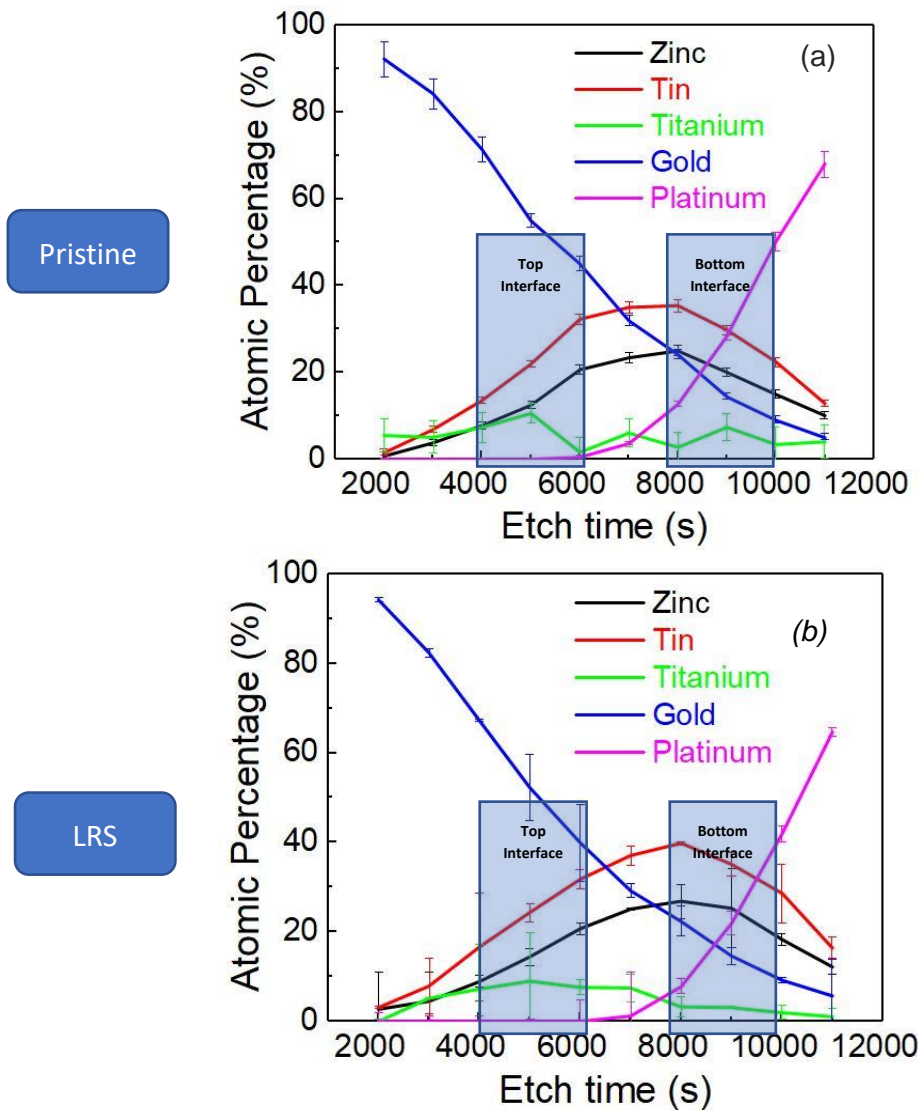 Pristine
(a)
Atomic Percentage (%)
100
80
60
40
20
0
Zinc
Tin
Titanium
Gold
Platinum
Top
Interface
Bottom
Interface
2000 4000 6000 8000 10000 12000
Etch time (s)
LRS
(b)
Atomic Percentage (%)
100
80
60
40
20
0
Zinc
Tin
Titanium
Gold
Platinum
Top
Interface
Bottom
Interface
2000 4000 6000 8000 10000 12000
Etch time (s)